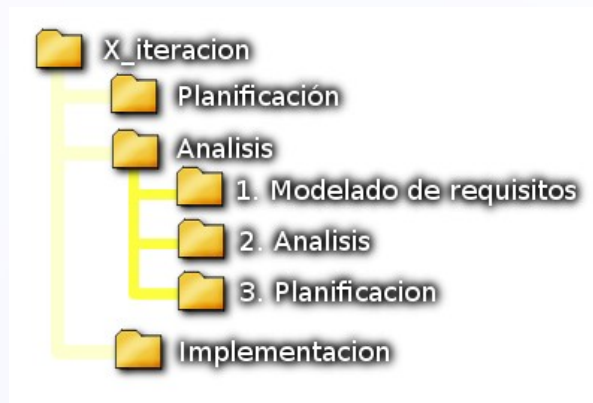 X_iteracion
Planificación
Analisis
1. Modelado de requisitos
2. Analisis
3. Planificacion
Implementacion